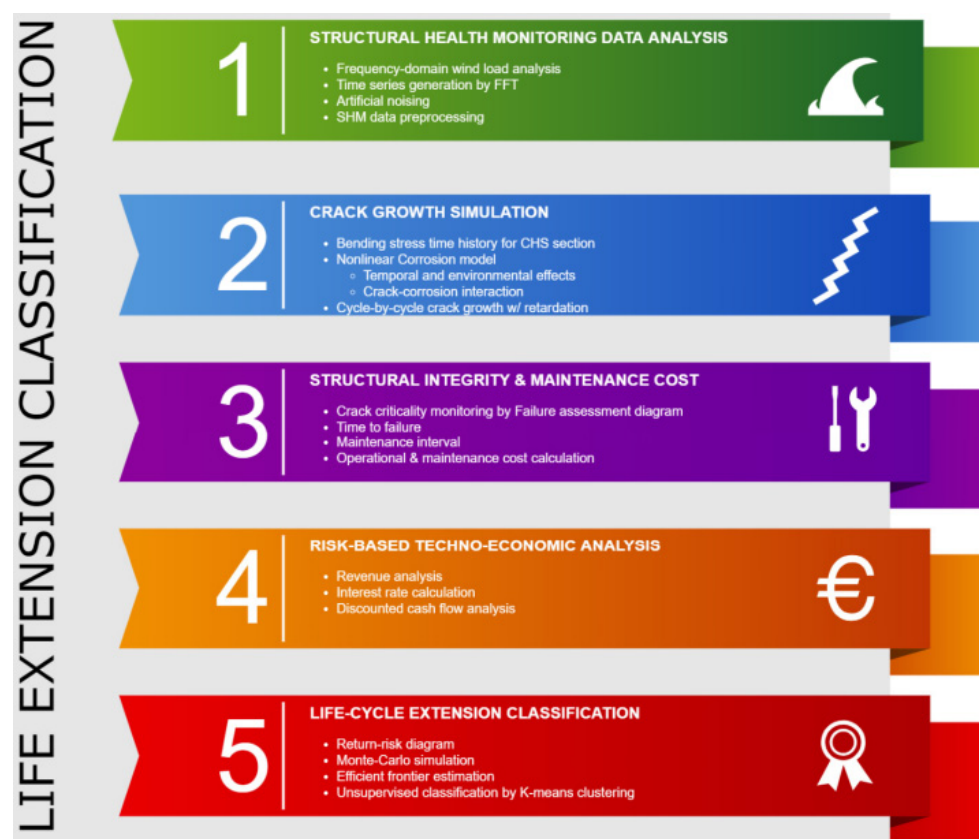 LIFE EXTENSION CLASSIFICATION
1
STRUCTURAL HEALTH MONITORING DATA ANALYSIS
• Frequency-domain wind load analysis
• Time series generation by FFT
• Artificial noising
• SHM data preprocessing
2
CRACK GROWTH SIMULATION
• Bending stress time history for CHS section
• Nonlinear Corrosion model
◦ Temporal and environmental effects
◦ Crack-corrosion interaction
• Cycle-by-cycle crack growth w/ retardation
3
STRUCTURAL INTEGRITY & MAINTENANCE COST
• Crack criticality monitoring by Failure assessment diagram
• Time to failure
• Maintenance interval
• Operational & maintenance cost calculation
4
RISK-BASED TECHNO-ECONOMIC ANALYSIS
• Revenue analysis
• Interest rate calculation
• Discounted cash flow analysis
€
5
LIFE-CYCLE EXTENSION CLASSIFICATION
• Return-risk diagram
• Monte-Carlo simulation
• Efficient frontier estimation
• Unsupervised classification by K-means clustering